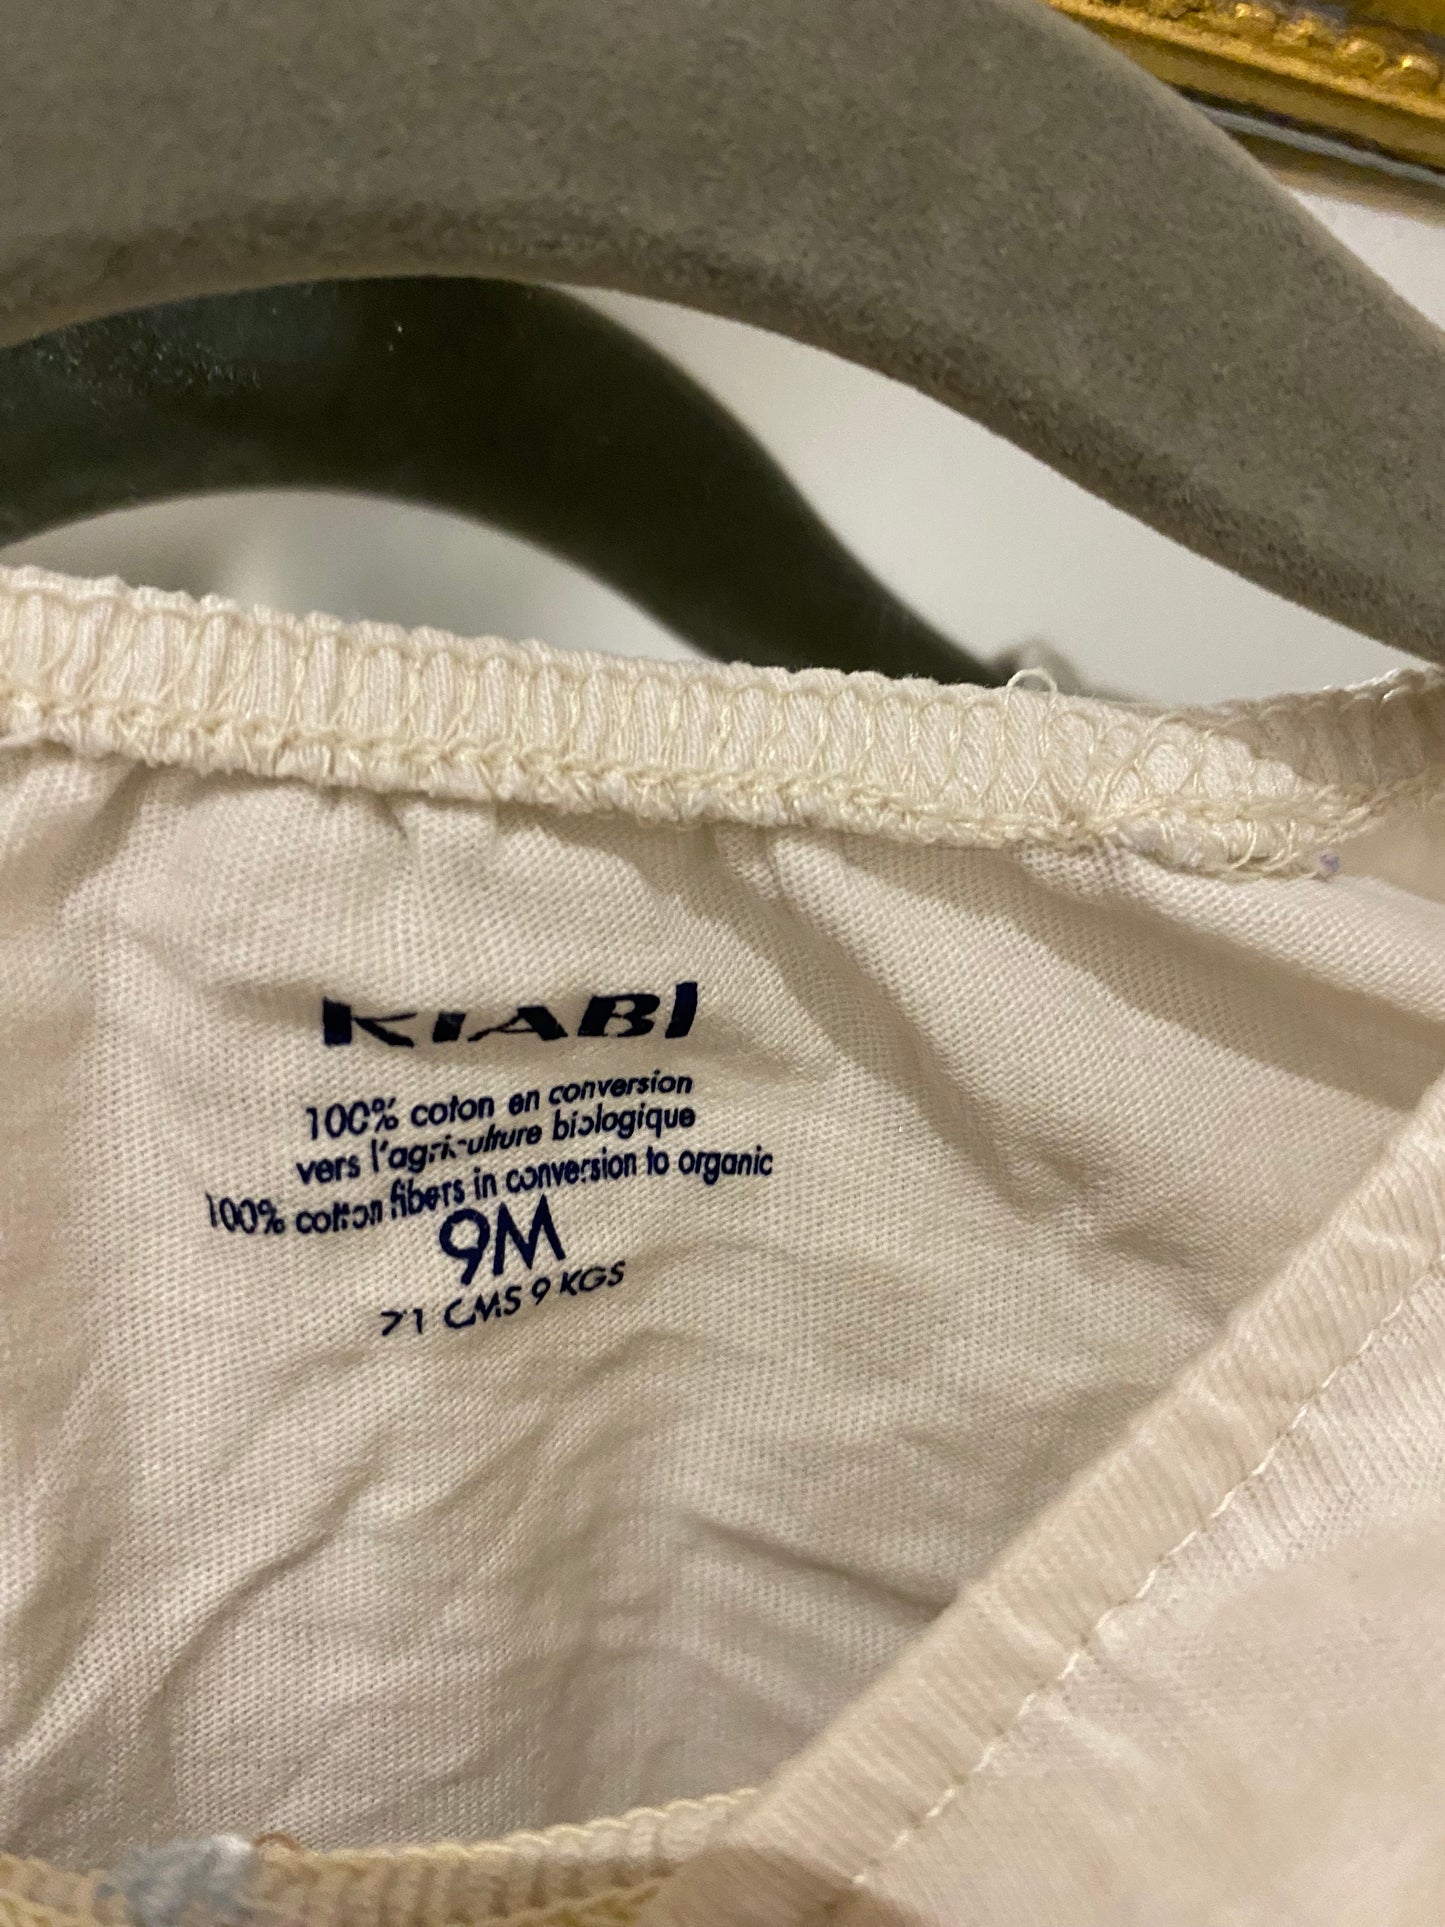 KIABI
100% coton en conversion
vers l'agriculture biologique
100% cotton fibers in conversion to organic
9M
71 CMS 9 KGS